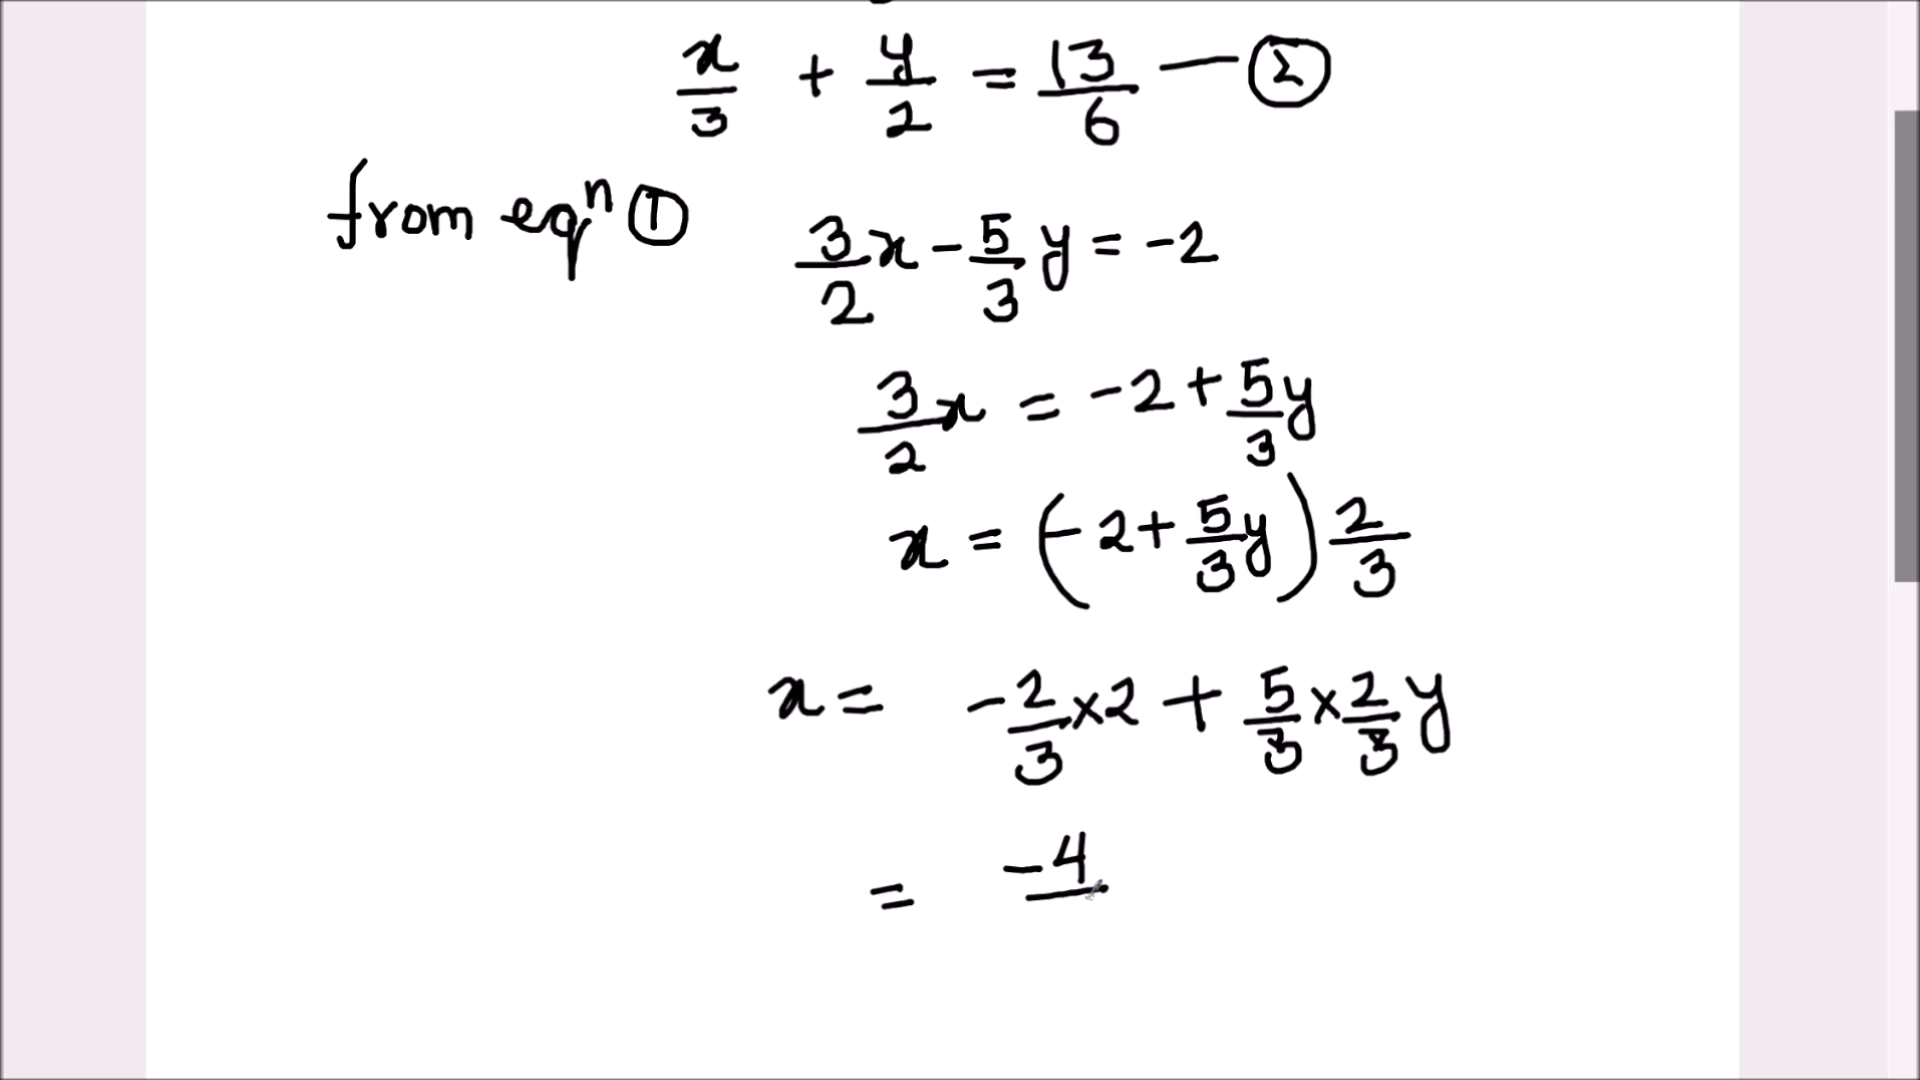 x/3 + y/2 = 13/6 — ②
from eqⁿ ① 3/2 x - 5/3 y = -2
3/2 x = -2 + 5/3 y
x = (-2 + 5/3 y) 2/3
x = -2/3 × 2 + 5/3 × 2/3 y
= -4/